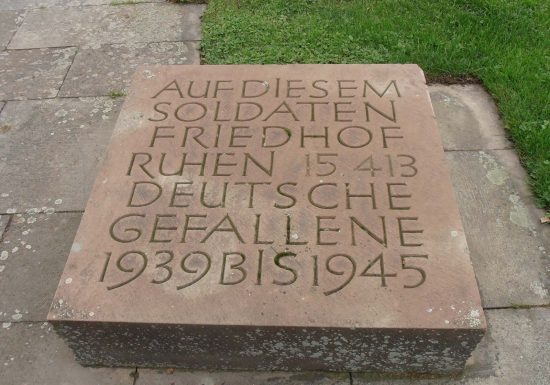 AUF DIESEM
SOLDATEN
FRIEDHOF
RUHEN 15 413
DEUTSCHE
GEFALLENE
1939 BIS 1945